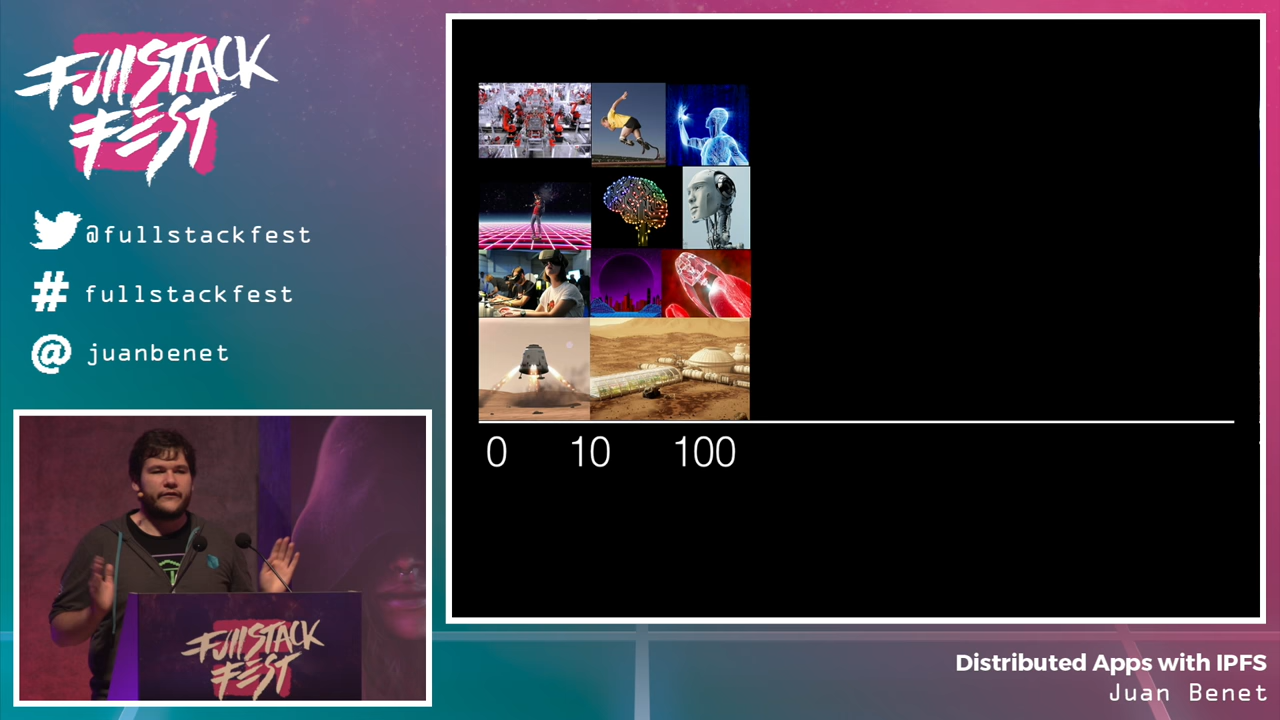 FullStack
Fest
@fullstackfest
# fullstackfest
@ juanbenet
0 10 100
FullStack
Fest
Distributed Apps with IPFS
Juan Benet